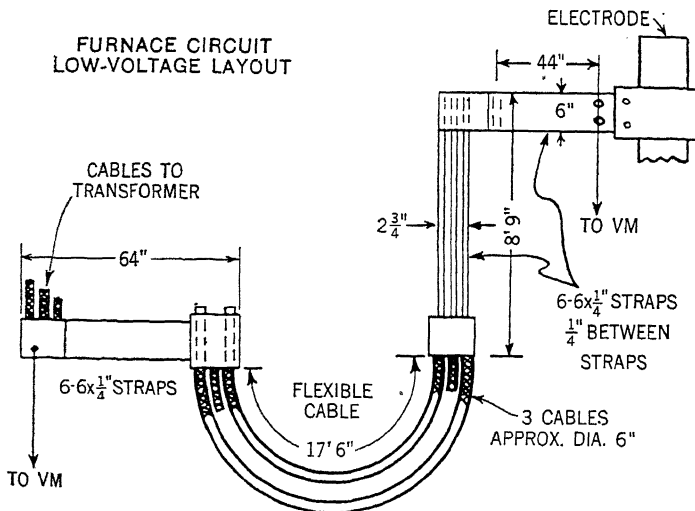 FURNACE CIRCUIT
LOW-VOLTAGE LAYOUT
ELECTRODE
44"
6"
CABLES TO
TRANSFORMER
64"
2 3/4"
8'9"
TO VM
6-6x1/4" STRAPS
1/4" BETWEEN
STRAPS
6-6x1/4" STRAPS
FLEXIBLE
CABLE
17'6"
3 CABLES
APPROX. DIA. 6"
TO VM